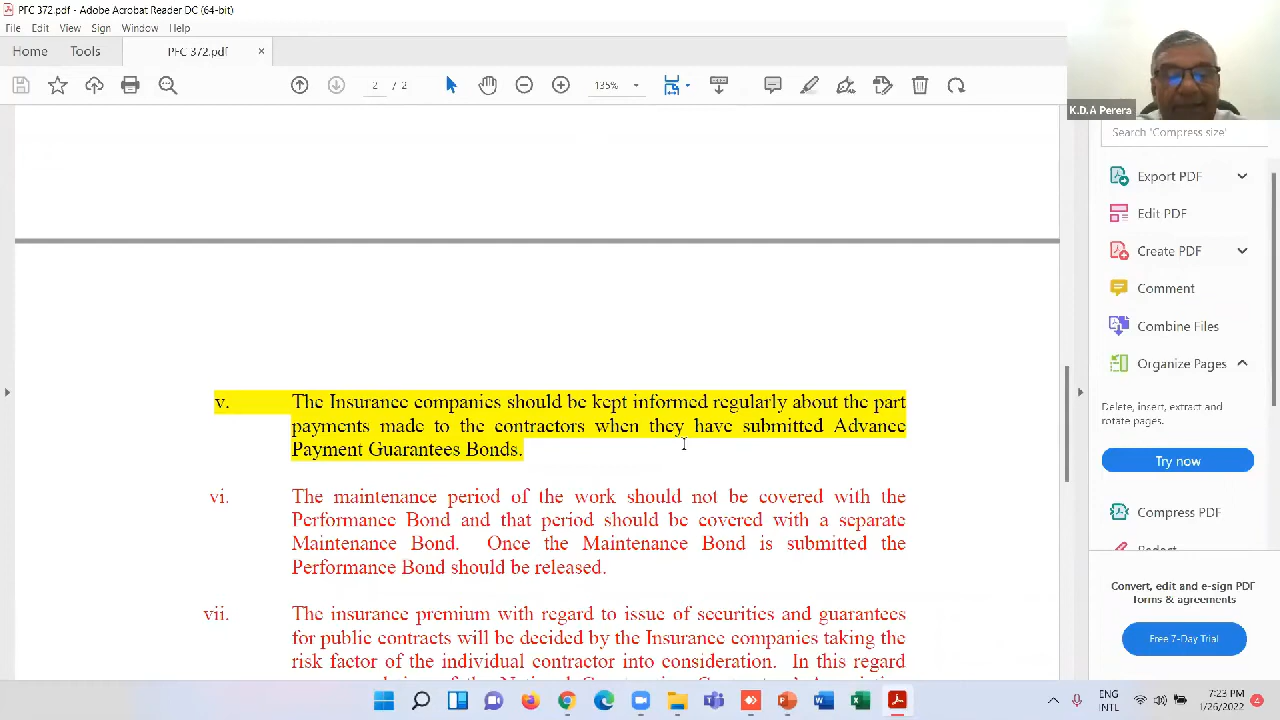 PFC 372.pdf - Adobe Acrobat Reader DC (64-bit)
File Edit View Sign Window Help
Home Tools PFC 372.pdf ×
2 / 2 135%
K.D.A Perera
Search 'Compress size'
Export PDF
Edit PDF
Create PDF
Comment
Combine Files
Organize Pages
Delete, insert, extract and
rotate pages.
Try now
Compress PDF
Redact
Convert, edit and e-sign PDF
forms & agreements
Free 7-Day Trial
v. The Insurance companies should be kept informed regularly about the part
payments made to the contractors when they have submitted Advance
Payment Guarantees Bonds.
vi. The maintenance period of the work should not be covered with the
Performance Bond and that period should be covered with a separate
Maintenance Bond. Once the Maintenance Bond is submitted the
Performance Bond should be released.
vii. The insurance premium with regard to issue of securities and guarantees
for public contracts will be decided by the Insurance companies taking the
risk factor of the individual contractor into consideration. In this regard
ENG
INTL
7:23 PM
1/26/2022
4